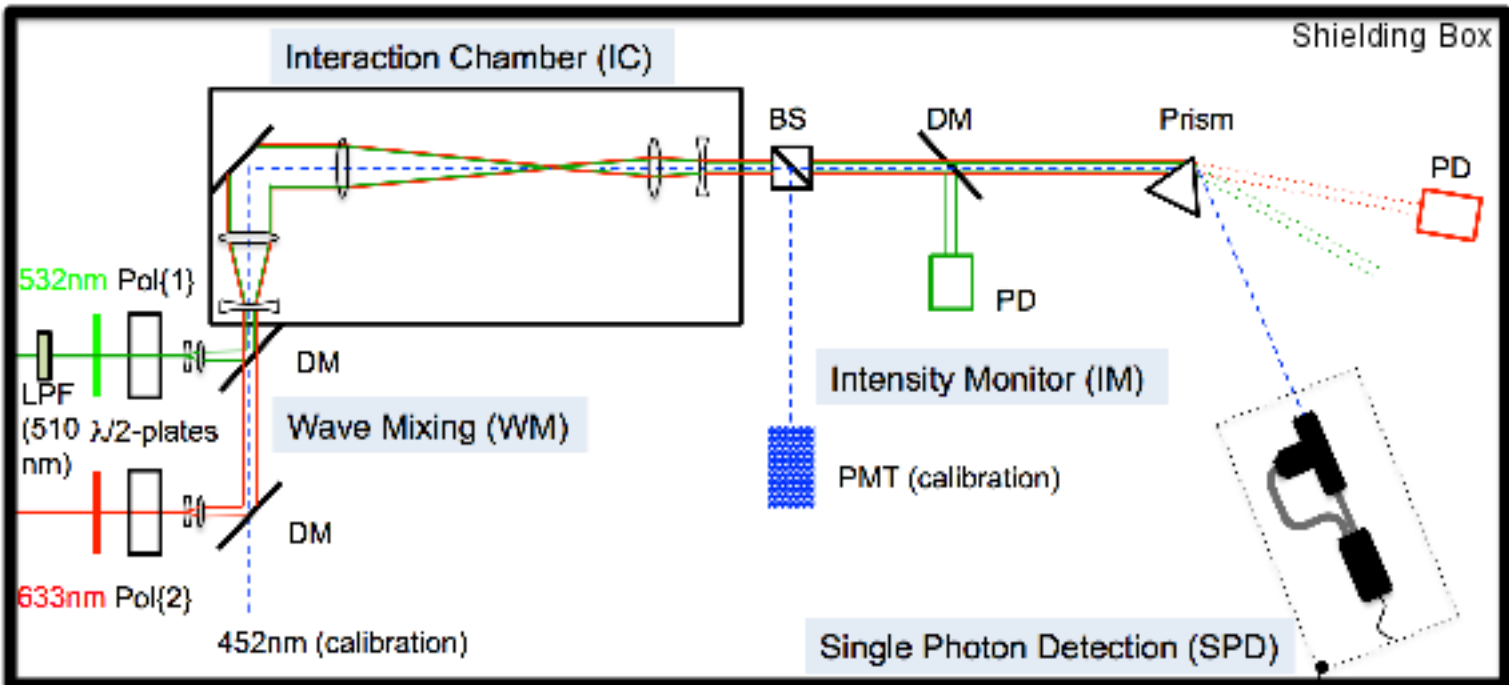 Shielding Box
Interaction Chamber (IC)
BS
DM
Prism
PD
532nm Pol{1}
PD
DM
LPF
(510 λ/2-plates
nm)
Intensity Monitor (IM)
Wave Mixing (WM)
PMT (calibration)
DM
633nm Pol{2}
452nm (calibration)
Single Photon Detection (SPD)